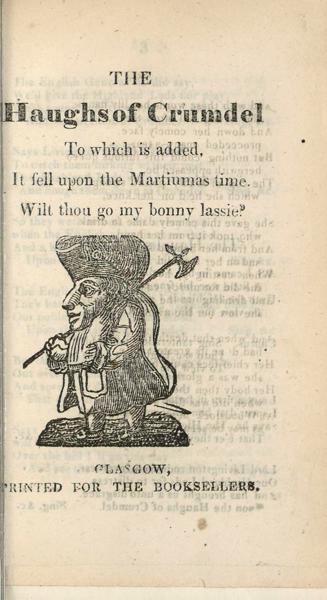 THE
Haughs of Crumdel
To which is added,
It fell upon the Martiumas time.
Wilt thou go my bonny lassie?
GLASGOW,
PRINTED FOR THE BOOKSELLERS.